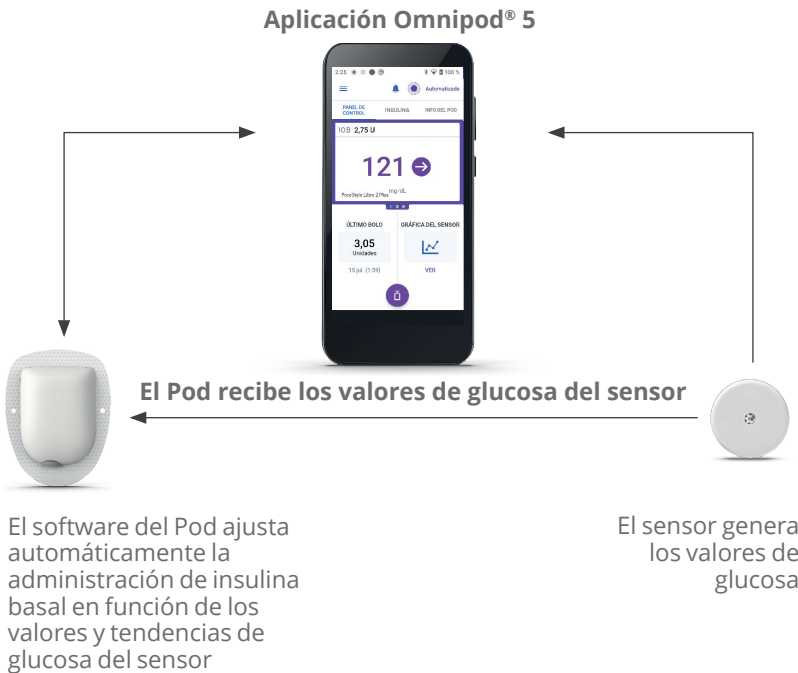 Aplicación Omnipod® 5
2:25
100 %
Automatizado
PANEL DE
CONTROL
INSULINA
INFO DEL POD
IOB 2,75 U
121
mg/dL
FreeStyle Libre 2 Plus
ÚLTIMO BOLO
GRÁFICA DEL SENSOR
3,05
Unidades
15 jul. (1:59)
VER
El Pod recibe los valores de glucosa del sensor
El software del Pod ajusta
automáticamente la
administración de insulina
basal en función de los
valores y tendencias de
glucosa del sensor
El sensor genera
los valores de
glucosa